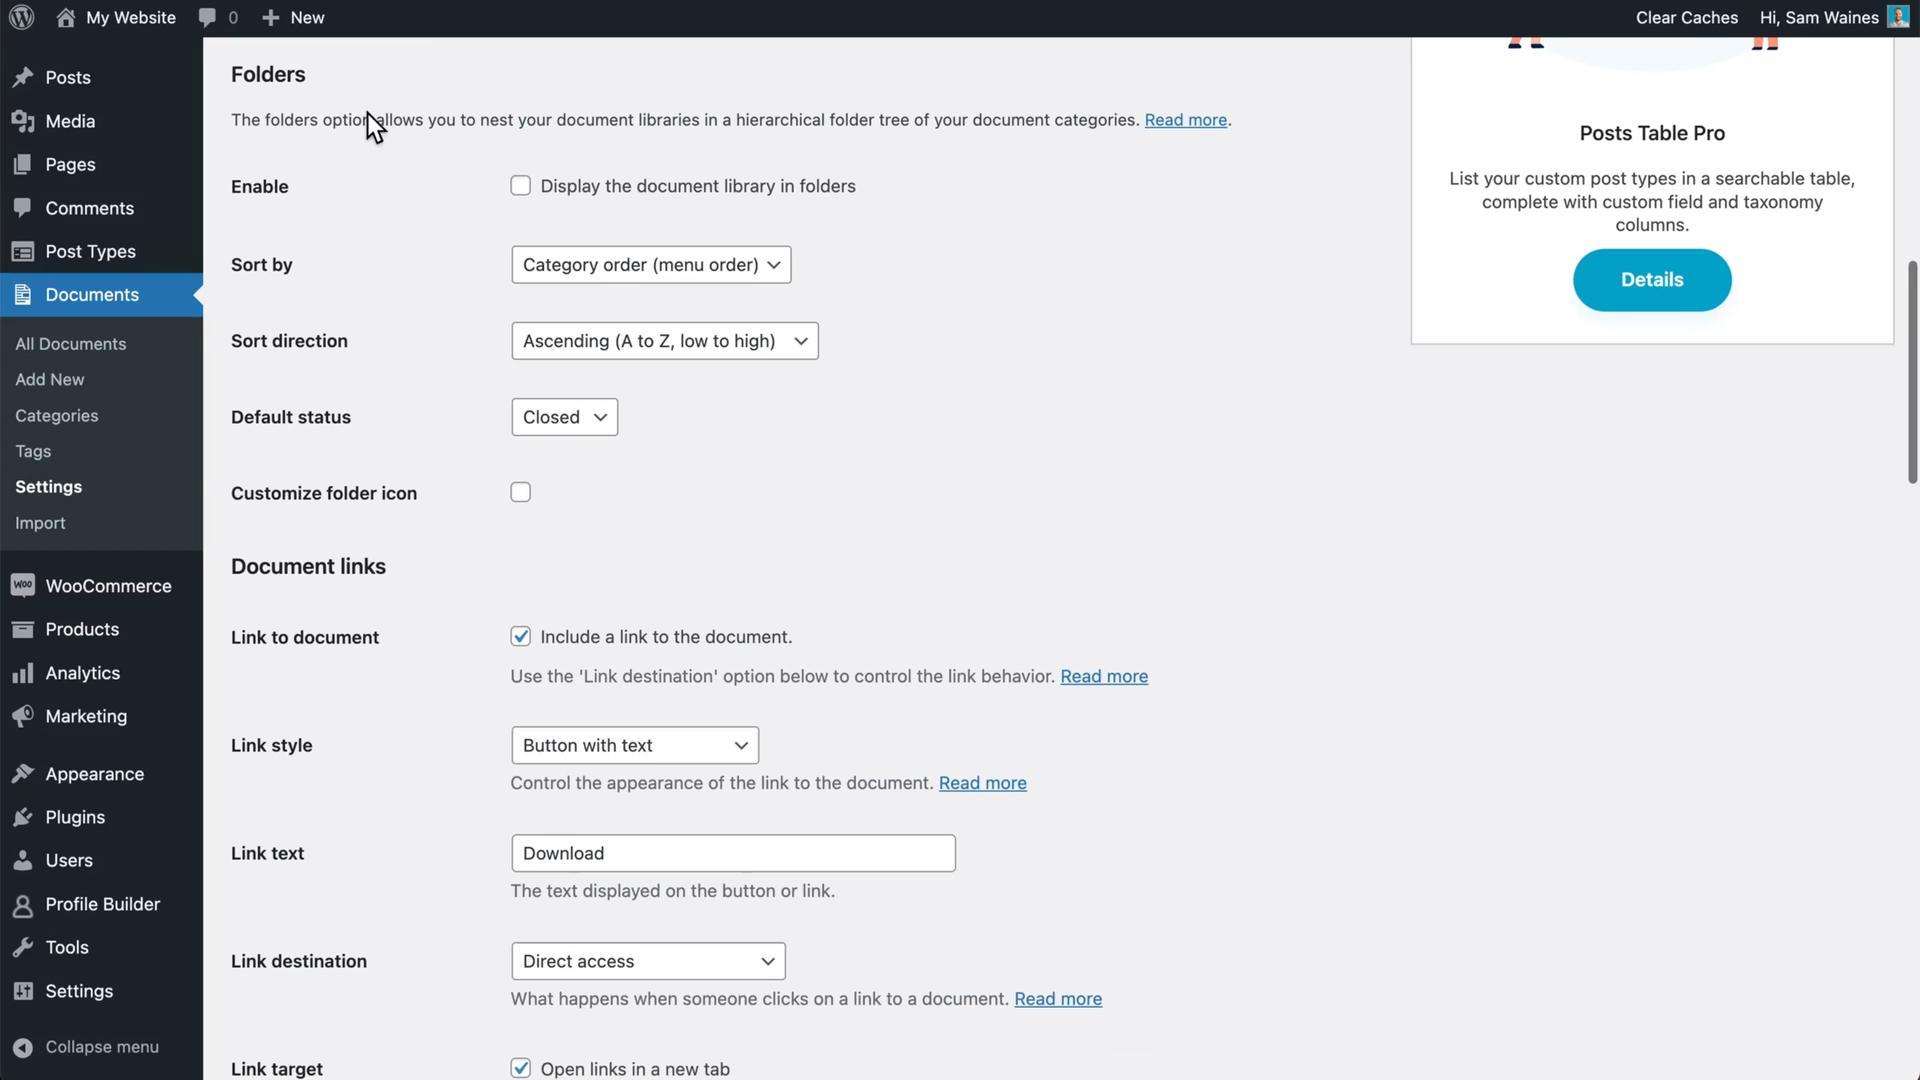 My Website
0
New
Clear Caches
Hi, Sam Waines
Posts
Media
Pages
Comments
Post Types
Documents
All Documents
Add New
Categories
Tags
Settings
Import
WooCommerce
Products
Analytics
Marketing
Appearance
Plugins
Users
Profile Builder
Tools
Settings
Collapse menu
Folders
The folders option allows you to nest your document libraries in a hierarchical folder tree of your document categories. Read more.
Enable
Display the document library in folders
Sort by
Category order (menu order)
Sort direction
Ascending (A to Z, low to high)
Default status
Closed
Customize folder icon
Document links
Link to document
Include a link to the document.
Use the 'Link destination' option below to control the link behavior. Read more
Link style
Button with text
Control the appearance of the link to the document. Read more
Link text
Download
The text displayed on the button or link.
Link destination
Direct access
What happens when someone clicks on a link to a document. Read more
Link target
Open links in a new tab
Posts Table Pro
List your custom post types in a searchable table,
complete with custom field and taxonomy
columns.
Details